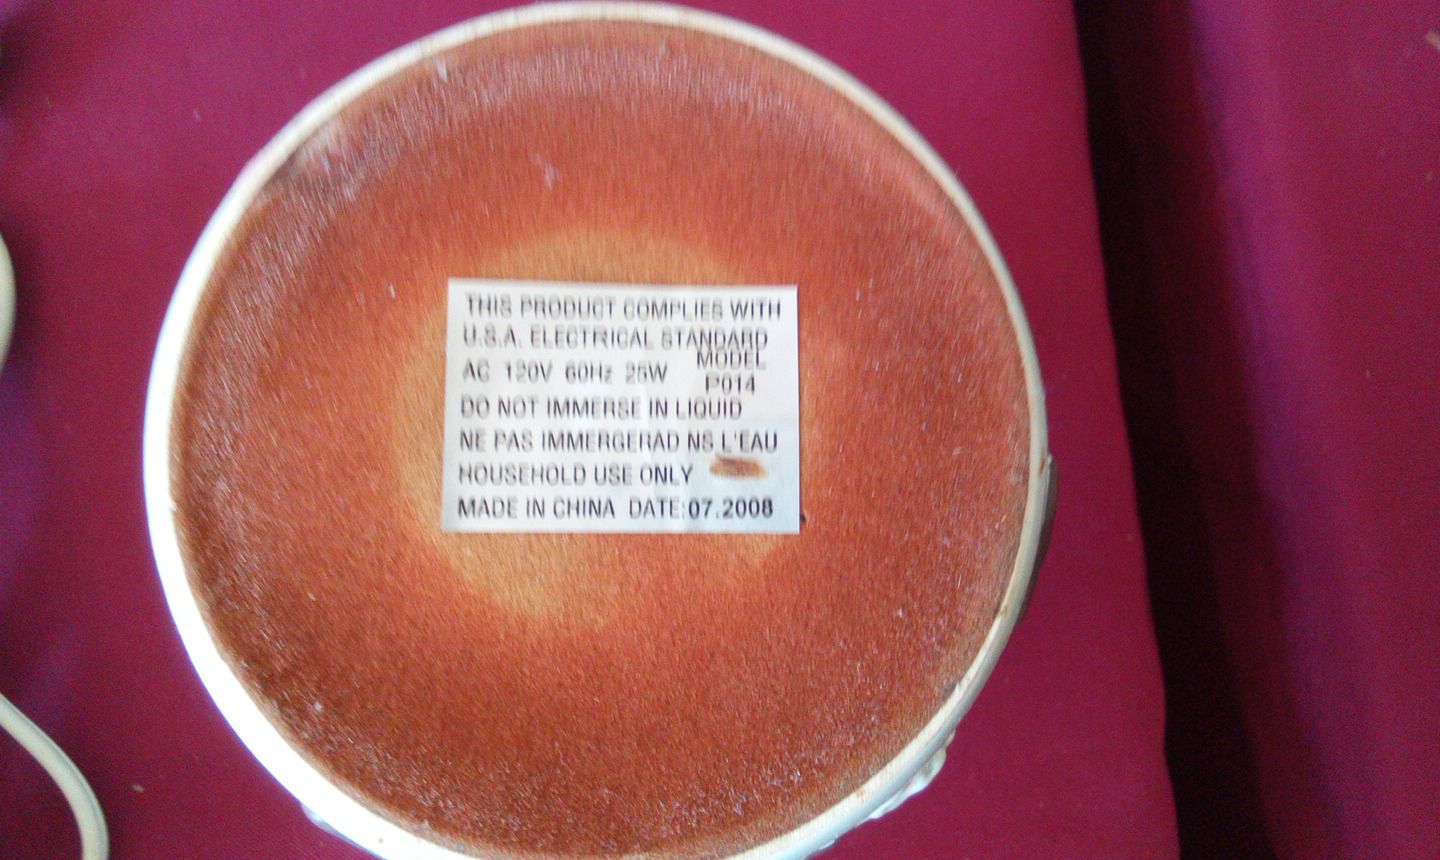 THIS PRODUCT COMPLIES WITH
U.S.A. ELECTRICAL STANDARD
AC 120V 60Hz 25W MODEL P014
DO NOT IMMERSE IN LIQUID
NE PAS IMMERGERAD NS L'EAU
HOUSEHOLD USE ONLY
MADE IN CHINA DATE:07.2008